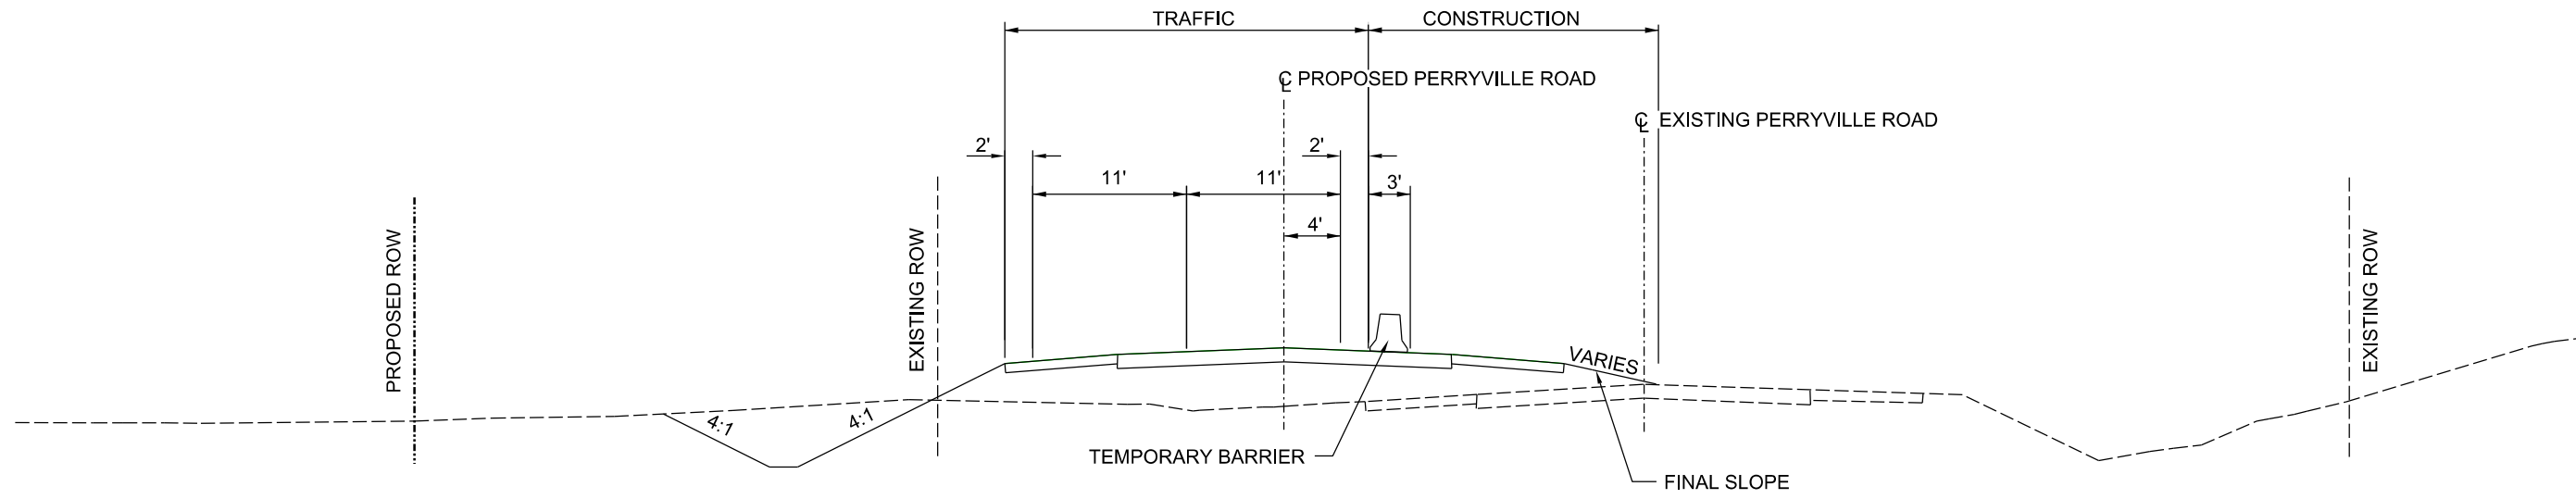 TRAFFIC
CONSTRUCTION
℄ PROPOSED PERRYVILLE ROAD
℄ EXISTING PERRYVILLE ROAD
2'
2'
11'
11'
3'
4'
PROPOSED ROW
EXISTING ROW
EXISTING ROW
VARIES
4:1
4:1
TEMPORARY BARRIER
FINAL SLOPE